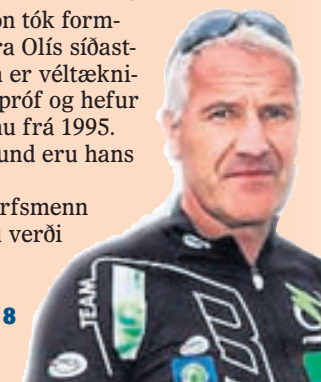 on tók form-
ra Olís síðast-
n er véltækni-
próf og hefur
nu frá 1995.
und eru hans
rfsmenn
u verði
8
TEAM